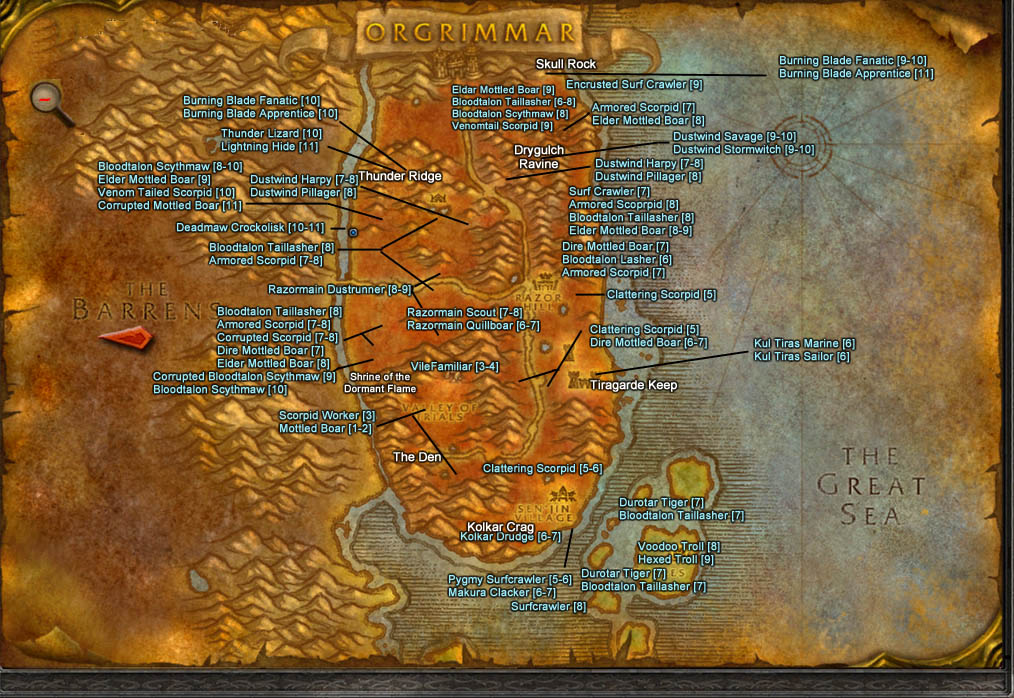 ORGRIMMAR
Skull Rock
Burning Blade Fanatic [9-10]
Burning Blade Apprentice [11]
Encrusted Surf Crawler [9]
Eldar Mottled Boar [9]
Bloodtalon Taillasher [6-8]
Bloodtalon Scythmaw [8]
Venomtail Scorpid [9]
Armored Scorpid [7]
Elder Mottled Boar [8]
Burning Blade Fanatic [10]
Burning Blade Apprentice [10]
Thunder Lizard [10]
Lightning Hide [11]
Dustwind Savage [9-10]
Dustwind Stormwitch [9-10]
Drygulch
Ravine
Dustwind Harpy [7-8]
Dustwind Pillager [8]
Bloodtalon Scythmaw [8-10]
Elder Mottled Boar [9]
Venom Tailed Scorpid [10]
Corrupted Mottled Boar [11]
Dustwind Harpy [7-8]
Dustwind Pillager [8]
Thunder Ridge
Surf Crawler [7]
Armored Scoprpid [8]
Bloodtalon Taillasher [8]
Elder Mottled Boar [8-9]
Deadmaw Crockolisk [10-11]
Bloodtalon Taillasher [8]
Armored Scorpid [7-8]
Dire Mottled Boar [7]
Bloodtalon Lasher [6]
Armored Scorpid [7]
Razormain Dustrunner [8-9]
THE
BARRENS
RAZOR
HILL
Clattering Scorpid [5]
Bloodtalon Taillasher [8]
Armored Scorpid [7-8]
Corrupted Scorpid [7-8]
Dire Mottled Boar [7]
Elder Mottled Boar [8]
Corrupted Bloodtalon Scythmaw [9]
Bloodtalon Scythmaw [10]
Razormain Scout [7-8]
Razormain Quillboar [6-7]
Clattering Scorpid [5]
Dire Mottled Boar [6-7]
Kul Tiras Marine [6]
Kul Tiras Sailor [6]
VileFamiliar [3-4]
Shrine of the
Dormant Flame
Tiragarde Keep
VALLEY OF
TRIALS
Scorpid Worker [3]
Mottled Boar [1-2]
The Den
Clattering Scorpid [5-6]
THE
GREAT
SEA
SEN'JIN
VILLAGE
Kolkar Crag
Kolkar Drudge [6-7]
Durotar Tiger [7]
Bloodtalon Taillasher [7]
Voodoo Troll [8]
Hexed Troll [9]
Pygmy Surfcrawler [5-6]
Makura Clacker [6-7]
Surfcrawler [8]
Durotar Tiger [7]
Bloodtalon Taillasher [7]